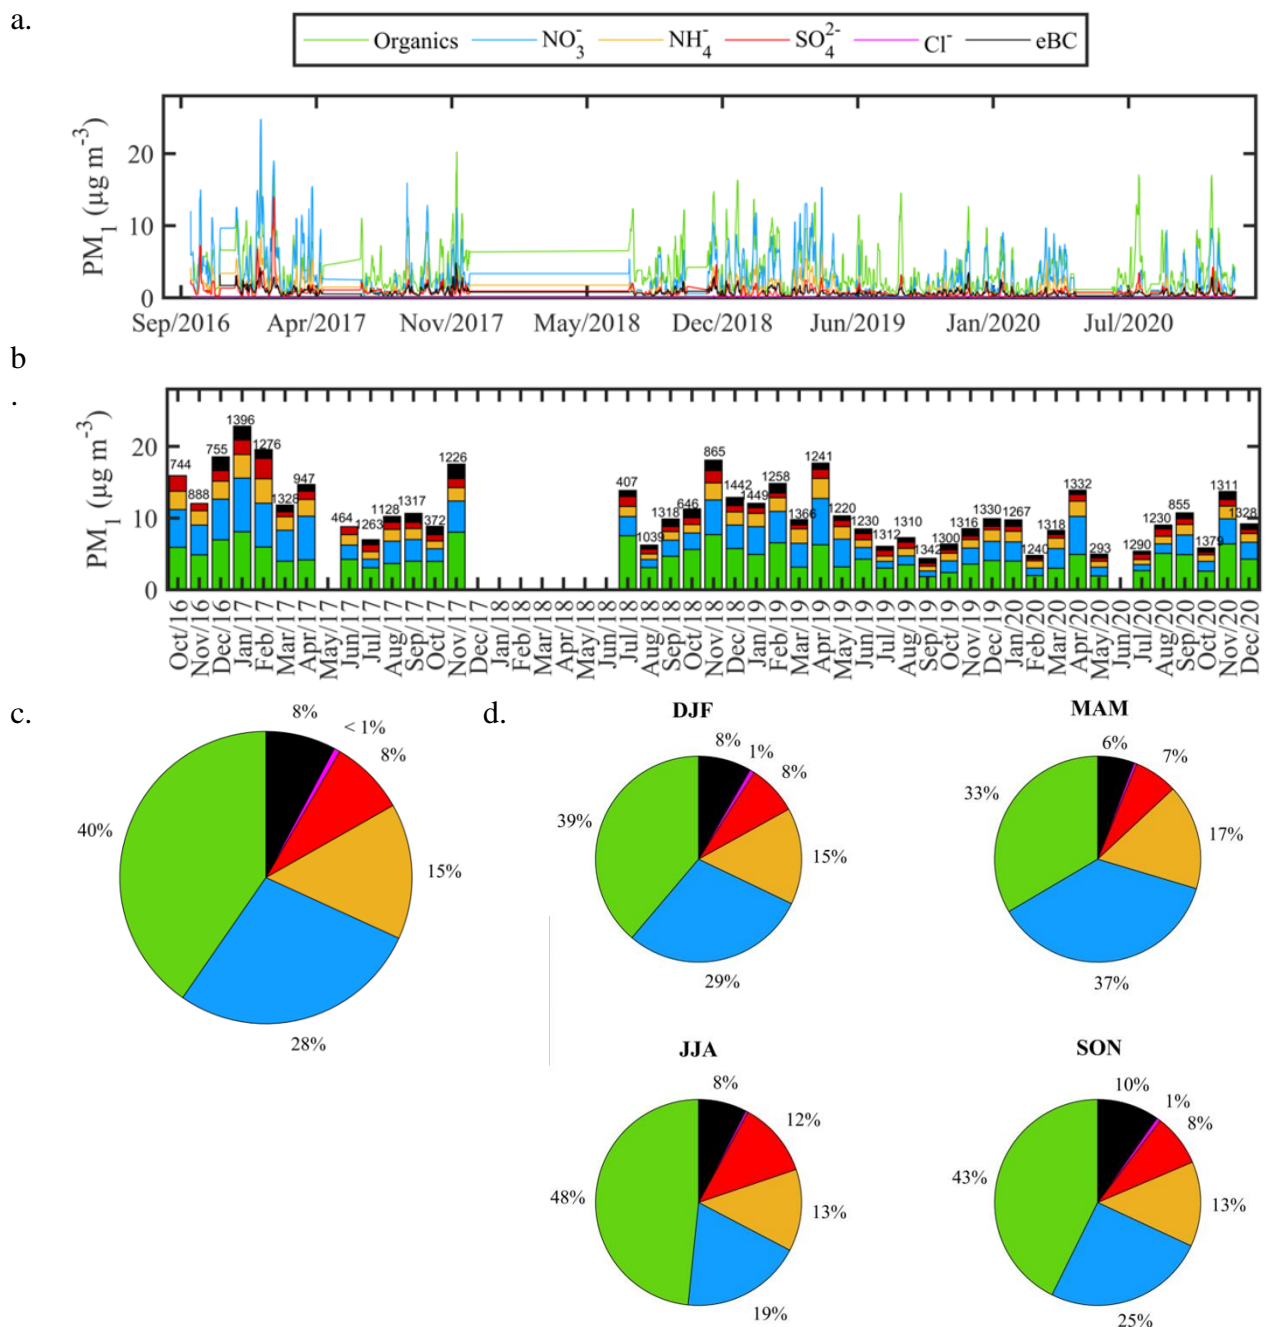 a.
Organics NO₃⁻ NH₄⁻ SO₄²⁻ Cl⁻ eBC
PM₁ (µg m⁻³)
20
10
0
Sep/2016 Apr/2017 Nov/2017 May/2018 Dec/2018 Jun/2019 Jan/2020 Jul/2020
b
.
PM₁ (µg m⁻³)
20
10
0
744 888 755 1396 1276 1328 947 464 1263 1128 1317 372 1226 407 1039 1318 646 865 1442 1449 1258 1366 1241 1220 1230 1312 1310 1342 1300 1316 1330 1267 1240 1318 1332 293 1290 1230 855 1379 1311 1328
Oct/16 Nov/16 Dec/16 Jan/17 Feb/17 Mar/17 Apr/17 May/17 Jun/17 Jul/17 Aug/17 Sep/17 Oct/17 Nov/17 Dec/17 Jan/18 Feb/18 Mar/18 Apr/18 May/18 Jun/18 Jul/18 Aug/18 Sep/18 Oct/18 Nov/18 Dec/18 Jan/19 Feb/19 Mar/19 Apr/19 May/19 Jun/19 Jul/19 Aug/19 Sep/19 Oct/19 Nov/19 Dec/19 Jan/20 Feb/20 Mar/20 Apr/20 May/20 Jun/20 Jul/20 Aug/20 Sep/20 Oct/20 Nov/20 Dec/20
c.
8%
< 1%
8%
40%
15%
28%
d.
DJF
8%
1%
8%
39%
15%
29%
MAM
6%
7%
33%
17%
37%
JJA
8%
12%
48%
13%
19%
SON
10%
1%
8%
43%
13%
25%